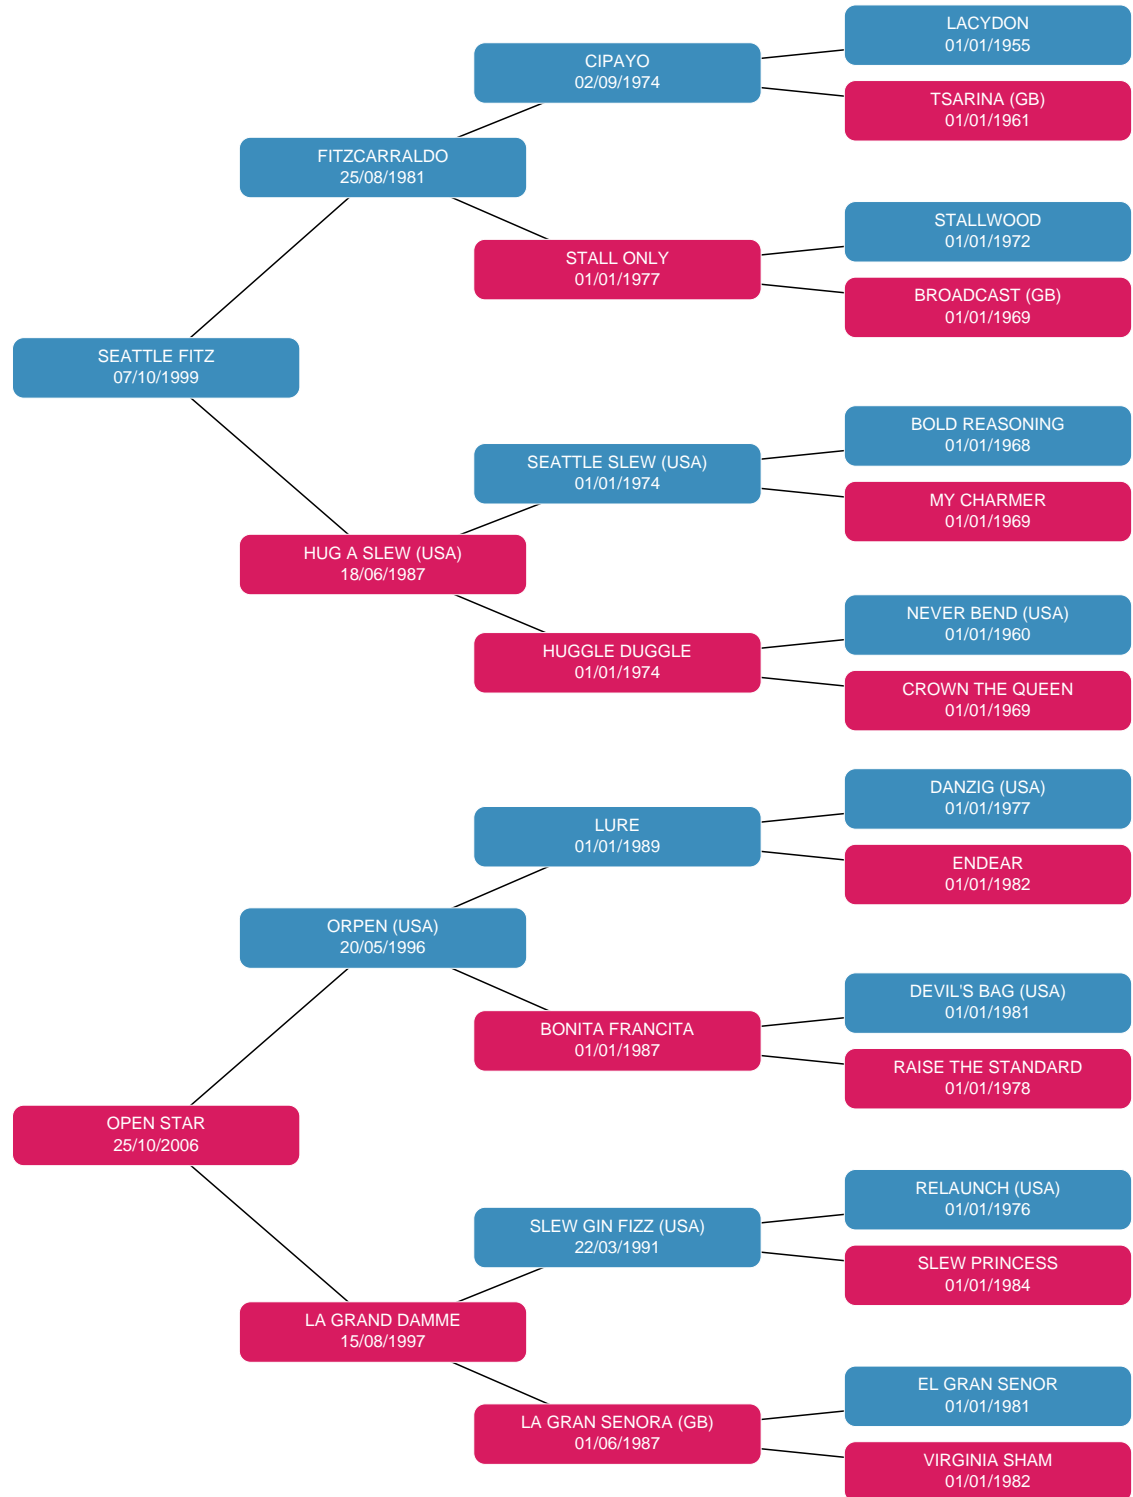 LACYDON
01/01/1955
CIPAYO
02/09/1974
TSARINA (GB)
01/01/1961
FITZCARRALDO
25/08/1981
STALLWOOD
01/01/1972
STALL ONLY
01/01/1977
BROADCAST (GB)
01/01/1969
SEATTLE FITZ
07/10/1999
BOLD REASONING
01/01/1968
SEATTLE SLEW (USA)
01/01/1974
MY CHARMER
01/01/1969
HUG A SLEW (USA)
18/06/1987
NEVER BEND (USA)
01/01/1960
HUGGLE DUGGLE
01/01/1974
CROWN THE QUEEN
01/01/1969
DANZIG (USA)
01/01/1977
LURE
01/01/1989
ENDEAR
01/01/1982
ORPEN (USA)
20/05/1996
DEVIL'S BAG (USA)
01/01/1981
BONITA FRANCITA
01/01/1987
RAISE THE STANDARD
01/01/1978
OPEN STAR
25/10/2006
RELAUNCH (USA)
01/01/1976
SLEW GIN FIZZ (USA)
22/03/1991
SLEW PRINCESS
01/01/1984
LA GRAND DAMME
15/08/1997
EL GRAN SENOR
01/01/1981
LA GRAN SENORA (GB)
01/06/1987
VIRGINIA SHAM
01/01/1982